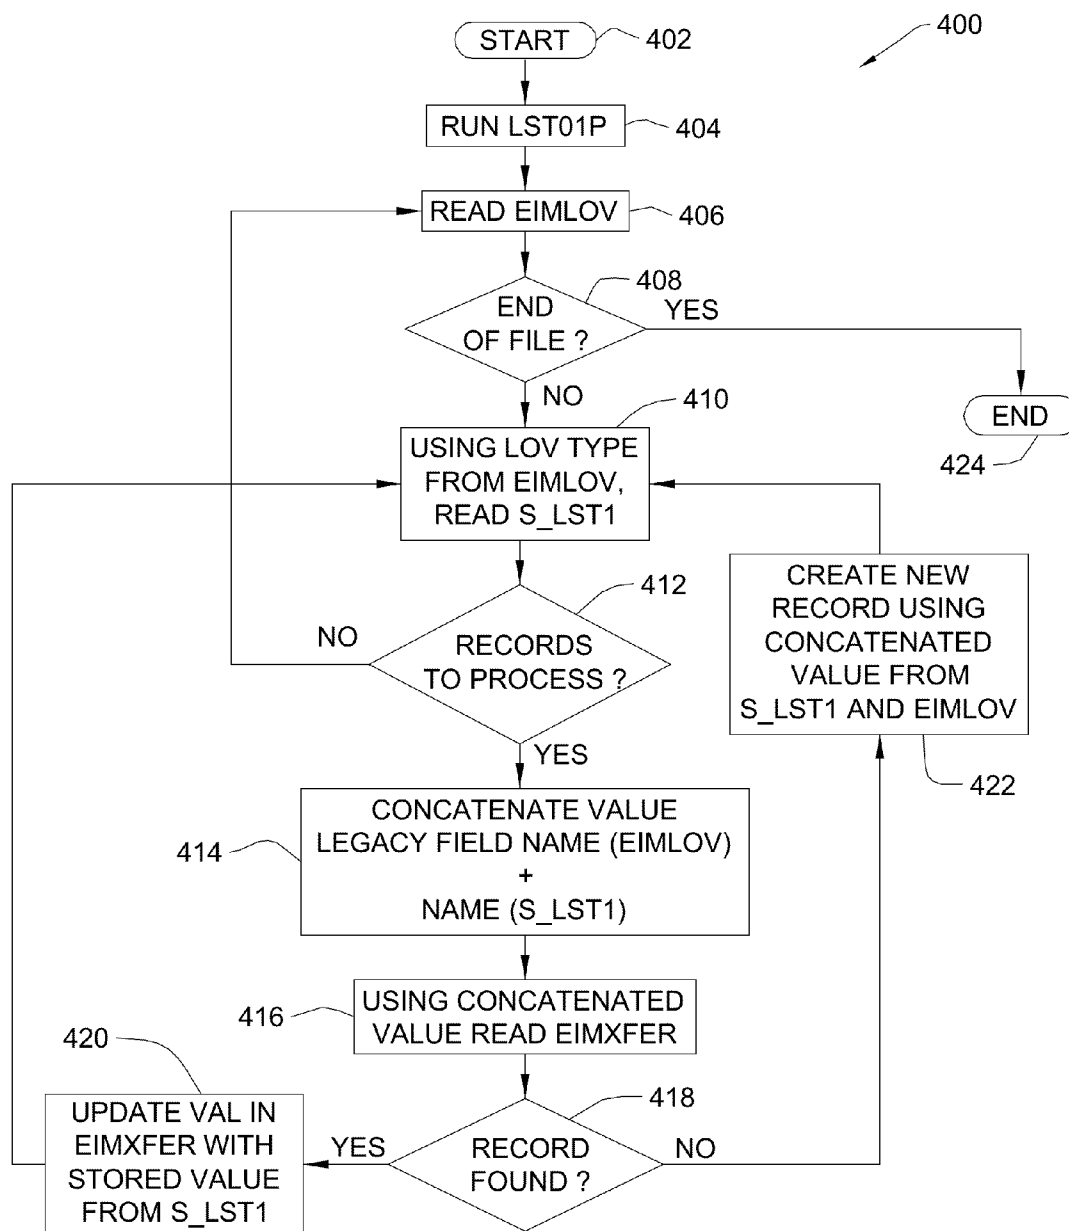 START
402
400
RUN LST01P
404
READ EIMLOV
406
408
END
OF FILE ?
YES
NO
END
424
410
USING LOV TYPE
FROM EIMLOV,
READ S_LST1
412
RECORDS
TO PROCESS ?
NO
YES
CREATE NEW
RECORD USING
CONCATENATED
VALUE FROM
S_LST1 AND EIMLOV
422
CONCATENATE VALUE
LEGACY FIELD NAME (EIMLOV)
+
NAME (S_LST1)
414
USING CONCATENATED
VALUE READ EIMXFER
416
418
RECORD
FOUND ?
YES
NO
420
UPDATE VAL IN
EIMXFER WITH
STORED VALUE
FROM S_LST1